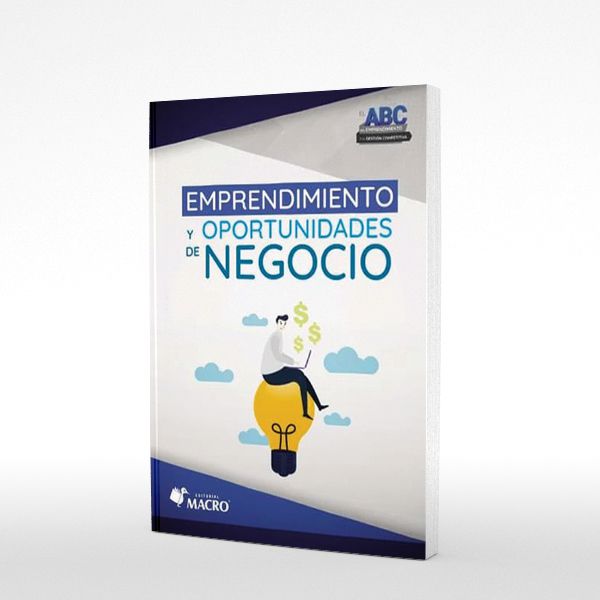 EL ABC
DEL EMPRENDIMIENTO
Y LA GESTIÓN COMPETITIVA
EMPRENDIMIENTO
Y OPORTUNIDADES
DE NEGOCIO
$
$
$
EDITORIAL
MACRO®